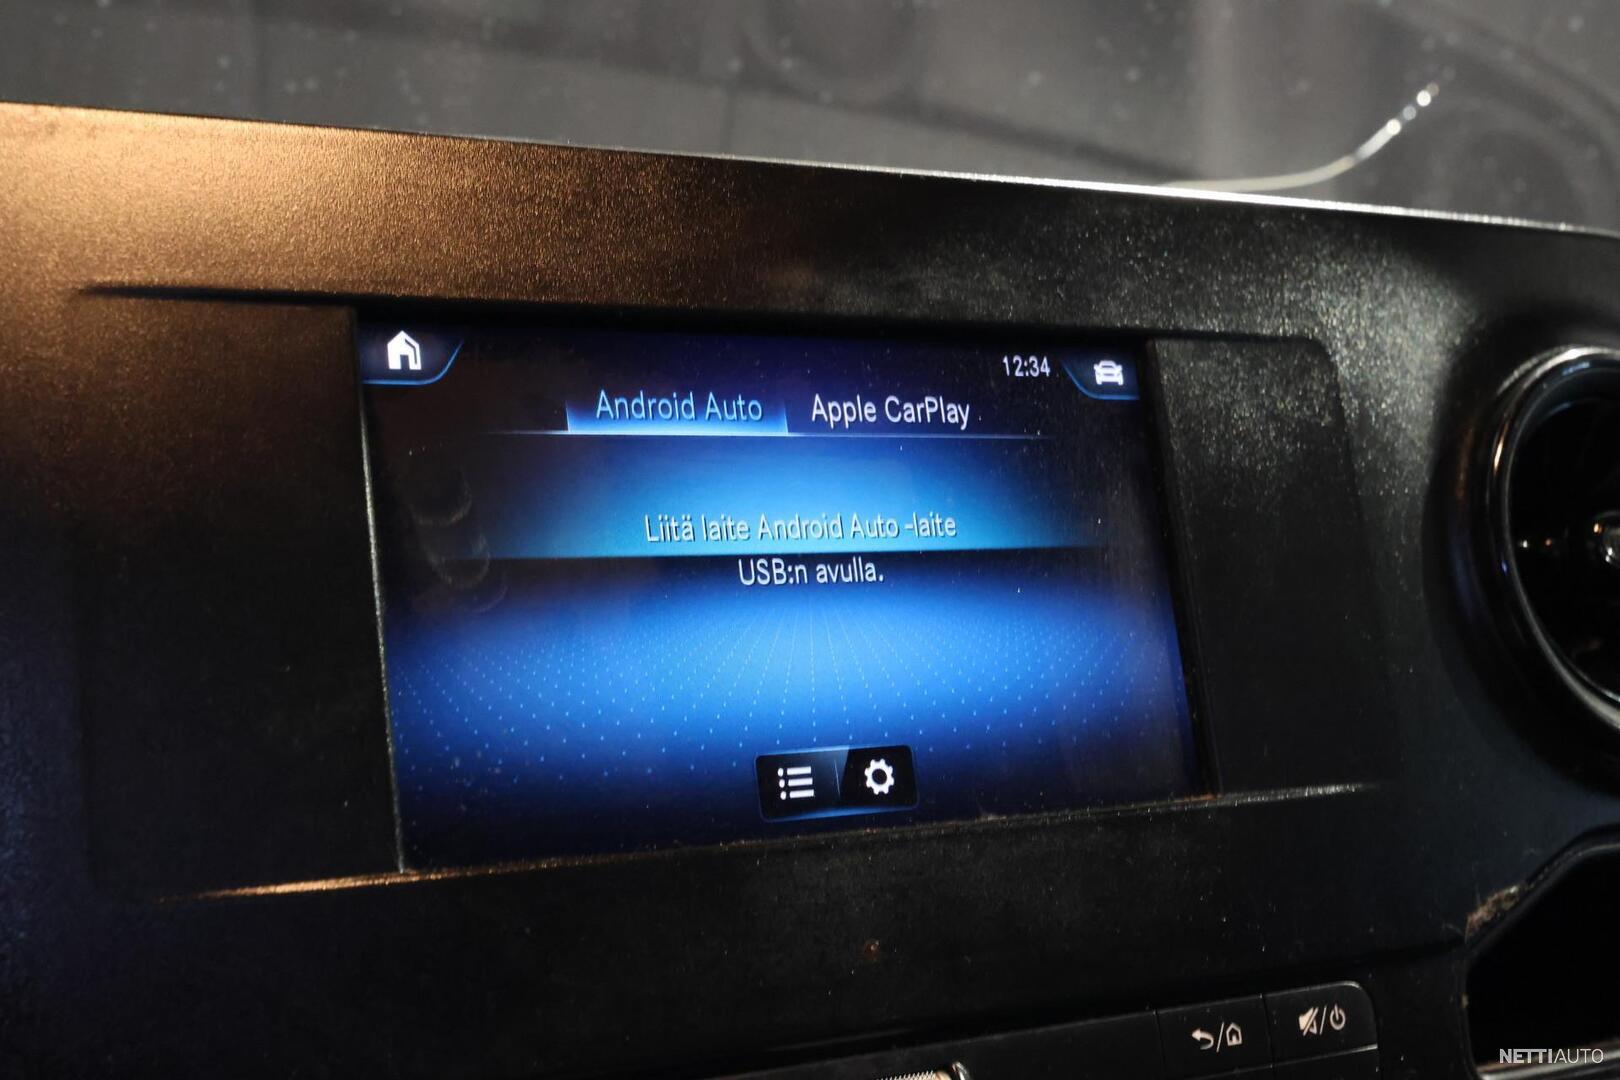 12:34
Android Auto Apple CarPlay
Liitä laite Android Auto -laite
USB:n avulla.
NETTIAUTO